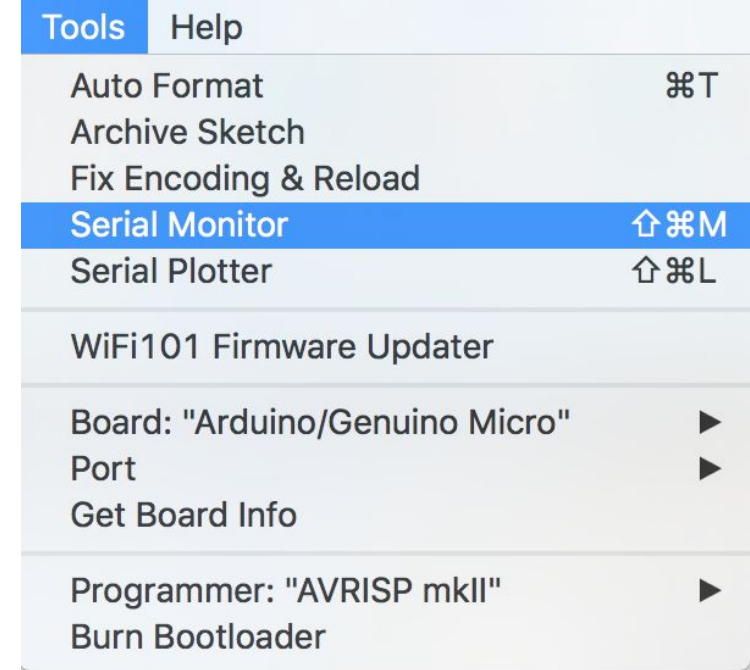 Tools Help
Auto Format ⌘T
Archive Sketch
Fix Encoding & Reload
Serial Monitor ⇧⌘M
Serial Plotter ⇧⌘L
WiFi101 Firmware Updater
Board: "Arduino/Genuino Micro" ▶
Port ▶
Get Board Info
Programmer: "AVRISP mkII" ▶
Burn Bootloader